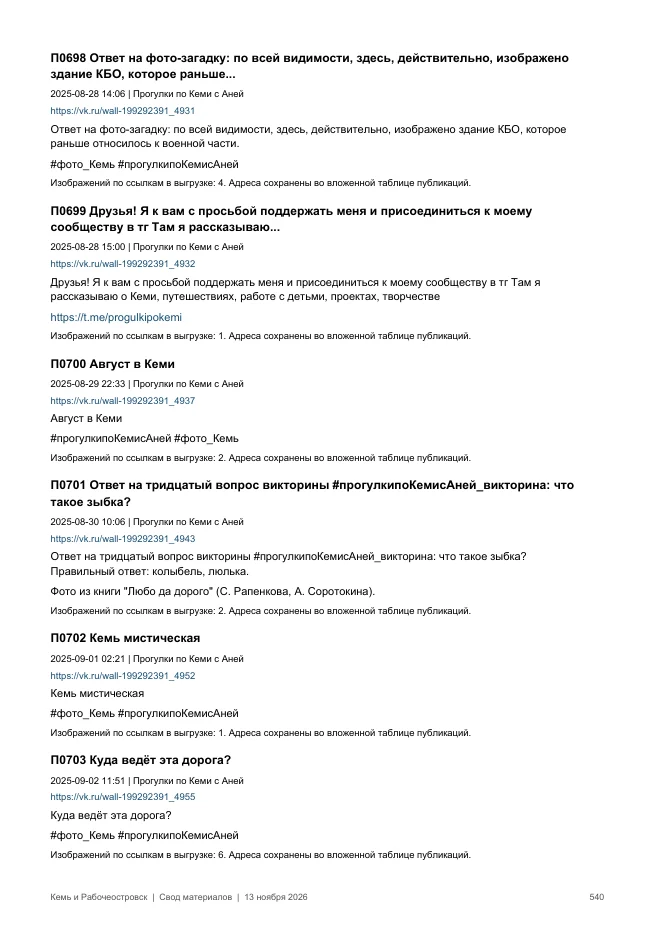 П0698 Ответ на фото-загадку: по всей видимости, здесь, действительно, изображено
здание КБО, которое раньше...
2025-08-28 14:06 | Прогулки по Кеми с Аней
https://vk.ru/wall-199292391_4931
Ответ на фото-загадку: по всей видимости, здесь, действительно, изображено здание КБО, которое
раньше относилось к военной части.
#фото_Кемь #прогулкипоКемисАней
Изображений по ссылкам в выгрузке: 4. Адреса сохранены во вложенной таблице публикаций.
П0699 Друзья! Я к вам с просьбой поддержать меня и присоединиться к моему
сообществу в тг Там я рассказываю...
2025-08-28 15:00 | Прогулки по Кеми с Аней
https://vk.ru/wall-199292391_4932
Друзья! Я к вам с просьбой поддержать меня и присоединиться к моему сообществу в тг Там я
рассказываю о Кеми, путешествиях, работе с детьми, проектах, творчестве
https://t.me/progulkipokemi
Изображений по ссылкам в выгрузке: 1. Адреса сохранены во вложенной таблице публикаций.
П0700 Август в Кеми
2025-08-29 22:33 | Прогулки по Кеми с Аней
https://vk.ru/wall-199292391_4937
Август в Кеми
#прогулкипоКемисАней #фото_Кемь
Изображений по ссылкам в выгрузке: 2. Адреса сохранены во вложенной таблице публикаций.
П0701 Ответ на тридцатый вопрос викторины #прогулкипоКемисАней_викторина: что
такое зыбка?
2025-08-30 10:06 | Прогулки по Кеми с Аней
https://vk.ru/wall-199292391_4943
Ответ на тридцатый вопрос викторины #прогулкипоКемисАней_викторина: что такое зыбка?
Правильный ответ: колыбель, люлька.
Фото из книги "Любо да дорого" (С. Рапенкова, А. Соротокина).
Изображений по ссылкам в выгрузке: 2. Адреса сохранены во вложенной таблице публикаций.
П0702 Кемь мистическая
2025-09-01 02:21 | Прогулки по Кеми с Аней
https://vk.ru/wall-199292391_4952
Кемь мистическая
#фото_Кемь #прогулкипоКемисАней
Изображений по ссылкам в выгрузке: 1. Адреса сохранены во вложенной таблице публикаций.
П0703 Куда ведёт эта дорога?
2025-09-02 11:51 | Прогулки по Кеми с Аней
https://vk.ru/wall-199292391_4955
Куда ведёт эта дорога?
#фото_Кемь #прогулкипоКемисАней
Изображений по ссылкам в выгрузке: 6. Адреса сохранены во вложенной таблице публикаций.
Кемь и Рабочеостровск | Свод материалов | 13 ноября 2026 540